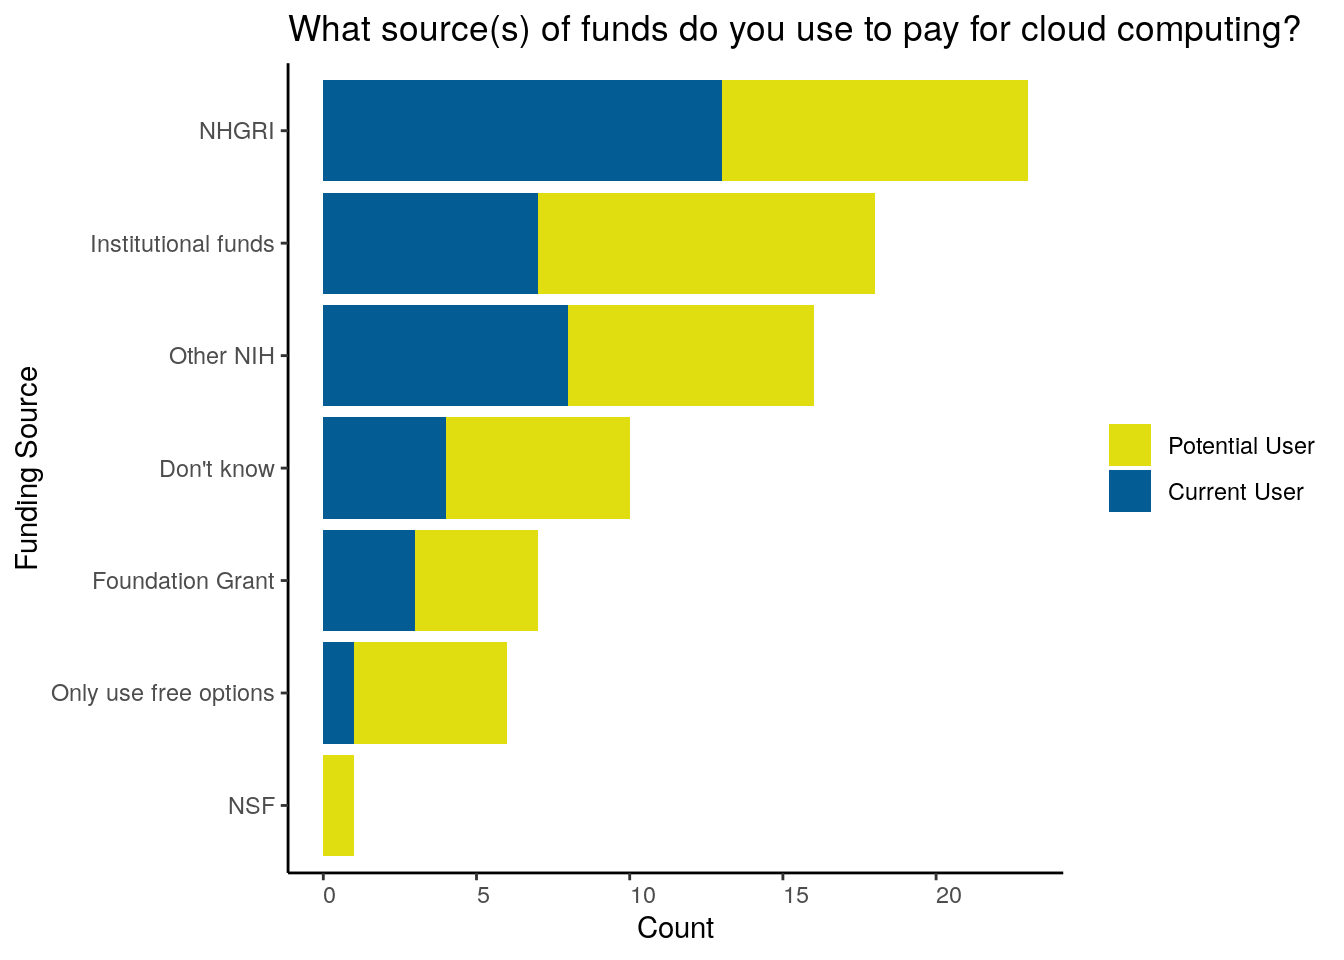 What source(s) of funds do you use to pay for cloud computing?
Funding Source
NHGRI
Institutional funds
Other NIH
Don't know
Foundation Grant
Only use free options
NSF
0 5 10 15 20
Count
Potential User
Current User